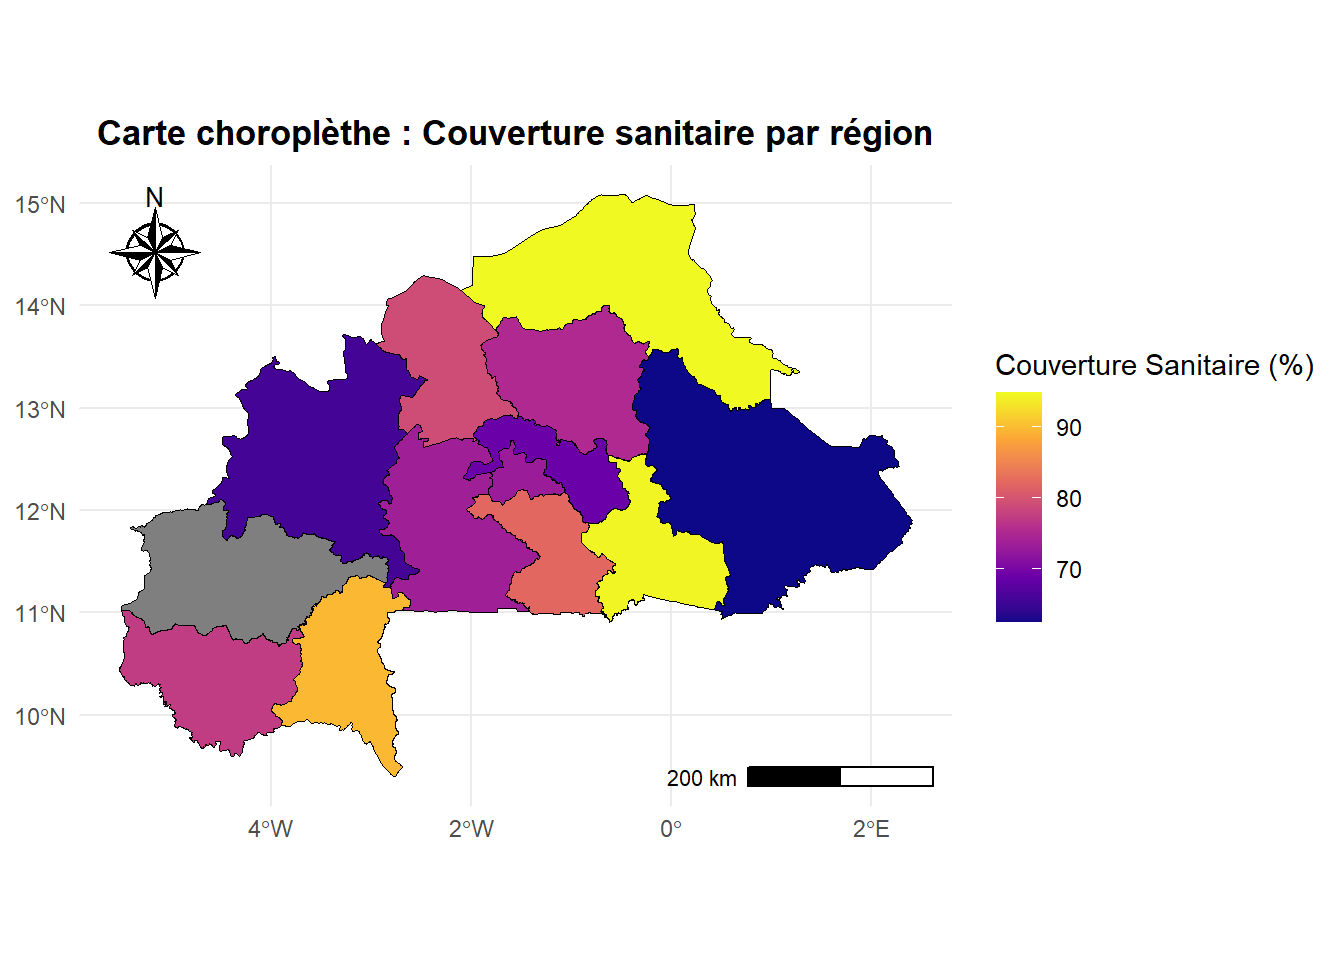 Carte choroplèthe : Couverture sanitaire par région
N
15°N
14°N
13°N
12°N
11°N
10°N
4°W
2°W
0°
2°E
200 km
Couverture Sanitaire (%)
90
80
70